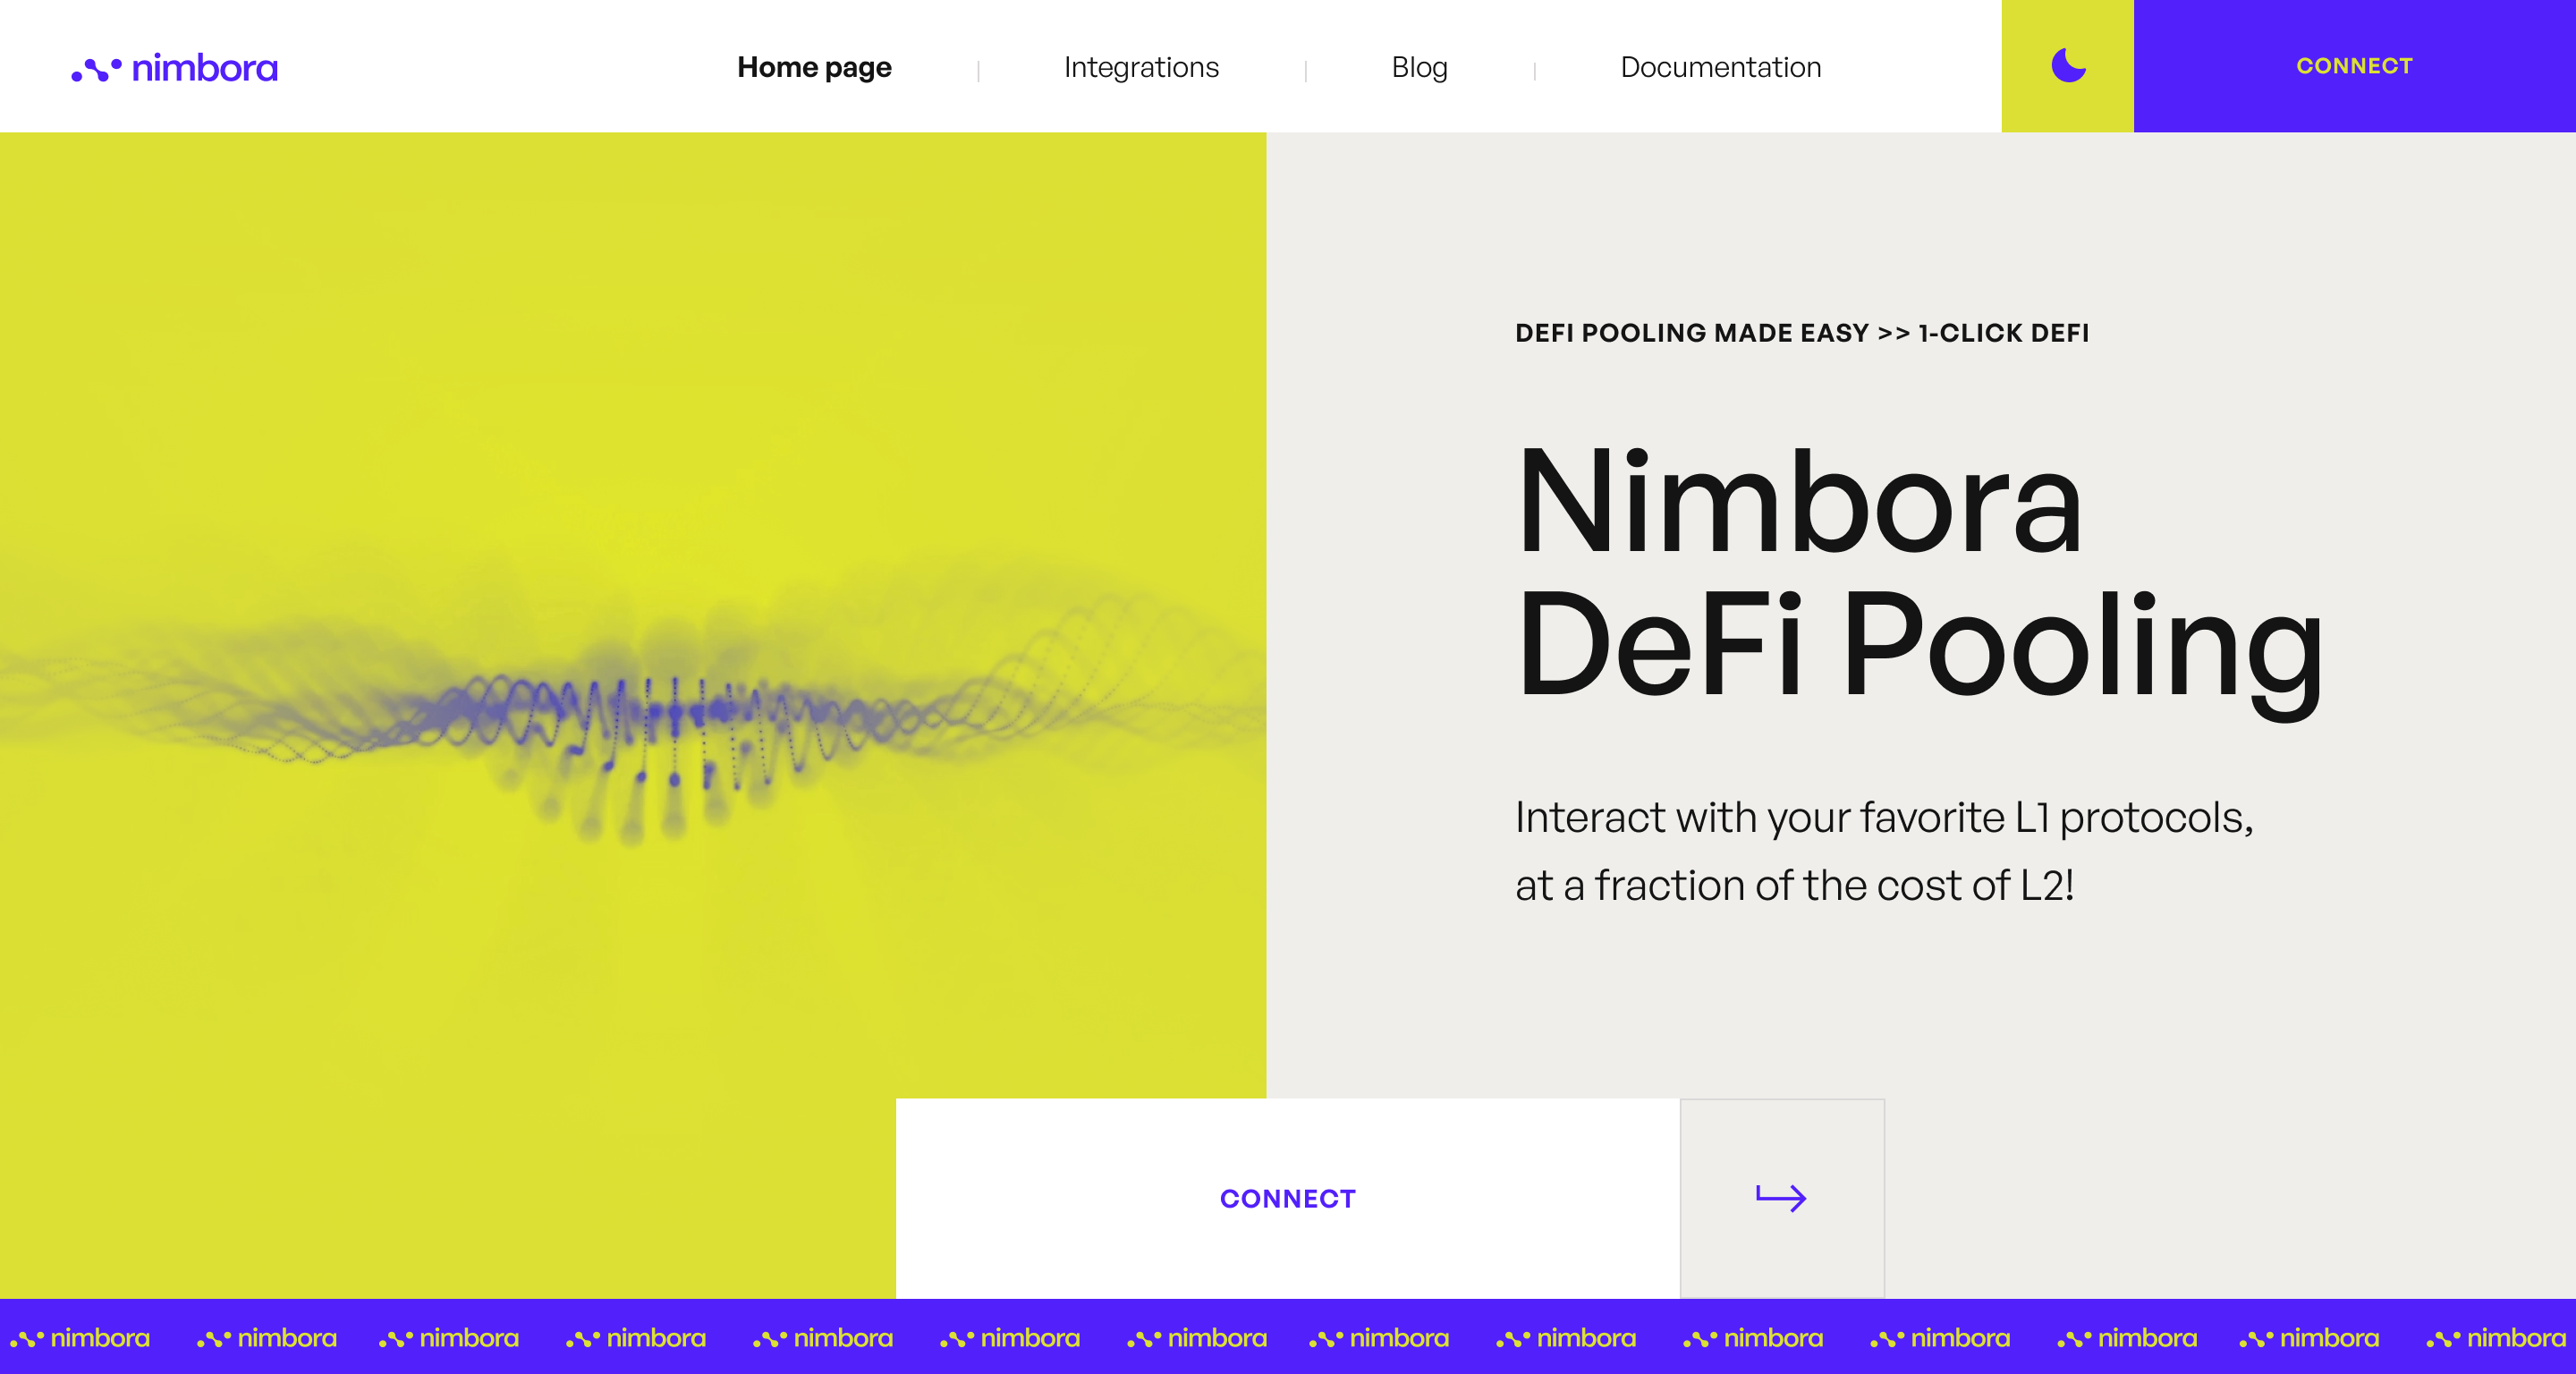 nimbora
Home page
Integrations
Blog
Documentation
CONNECT
DEFI POOLING MADE EASY >> 1-CLICK DEFI
Nimbora
DeFi Pooling
Interact with your favorite L1 protocols,
at a fraction of the cost of L2!
CONNECT
nimbora nimbora nimbora nimbora nimbora nimbora nimbora nimbora nimbora nimbora nimbora nimbora nimbora nimbora